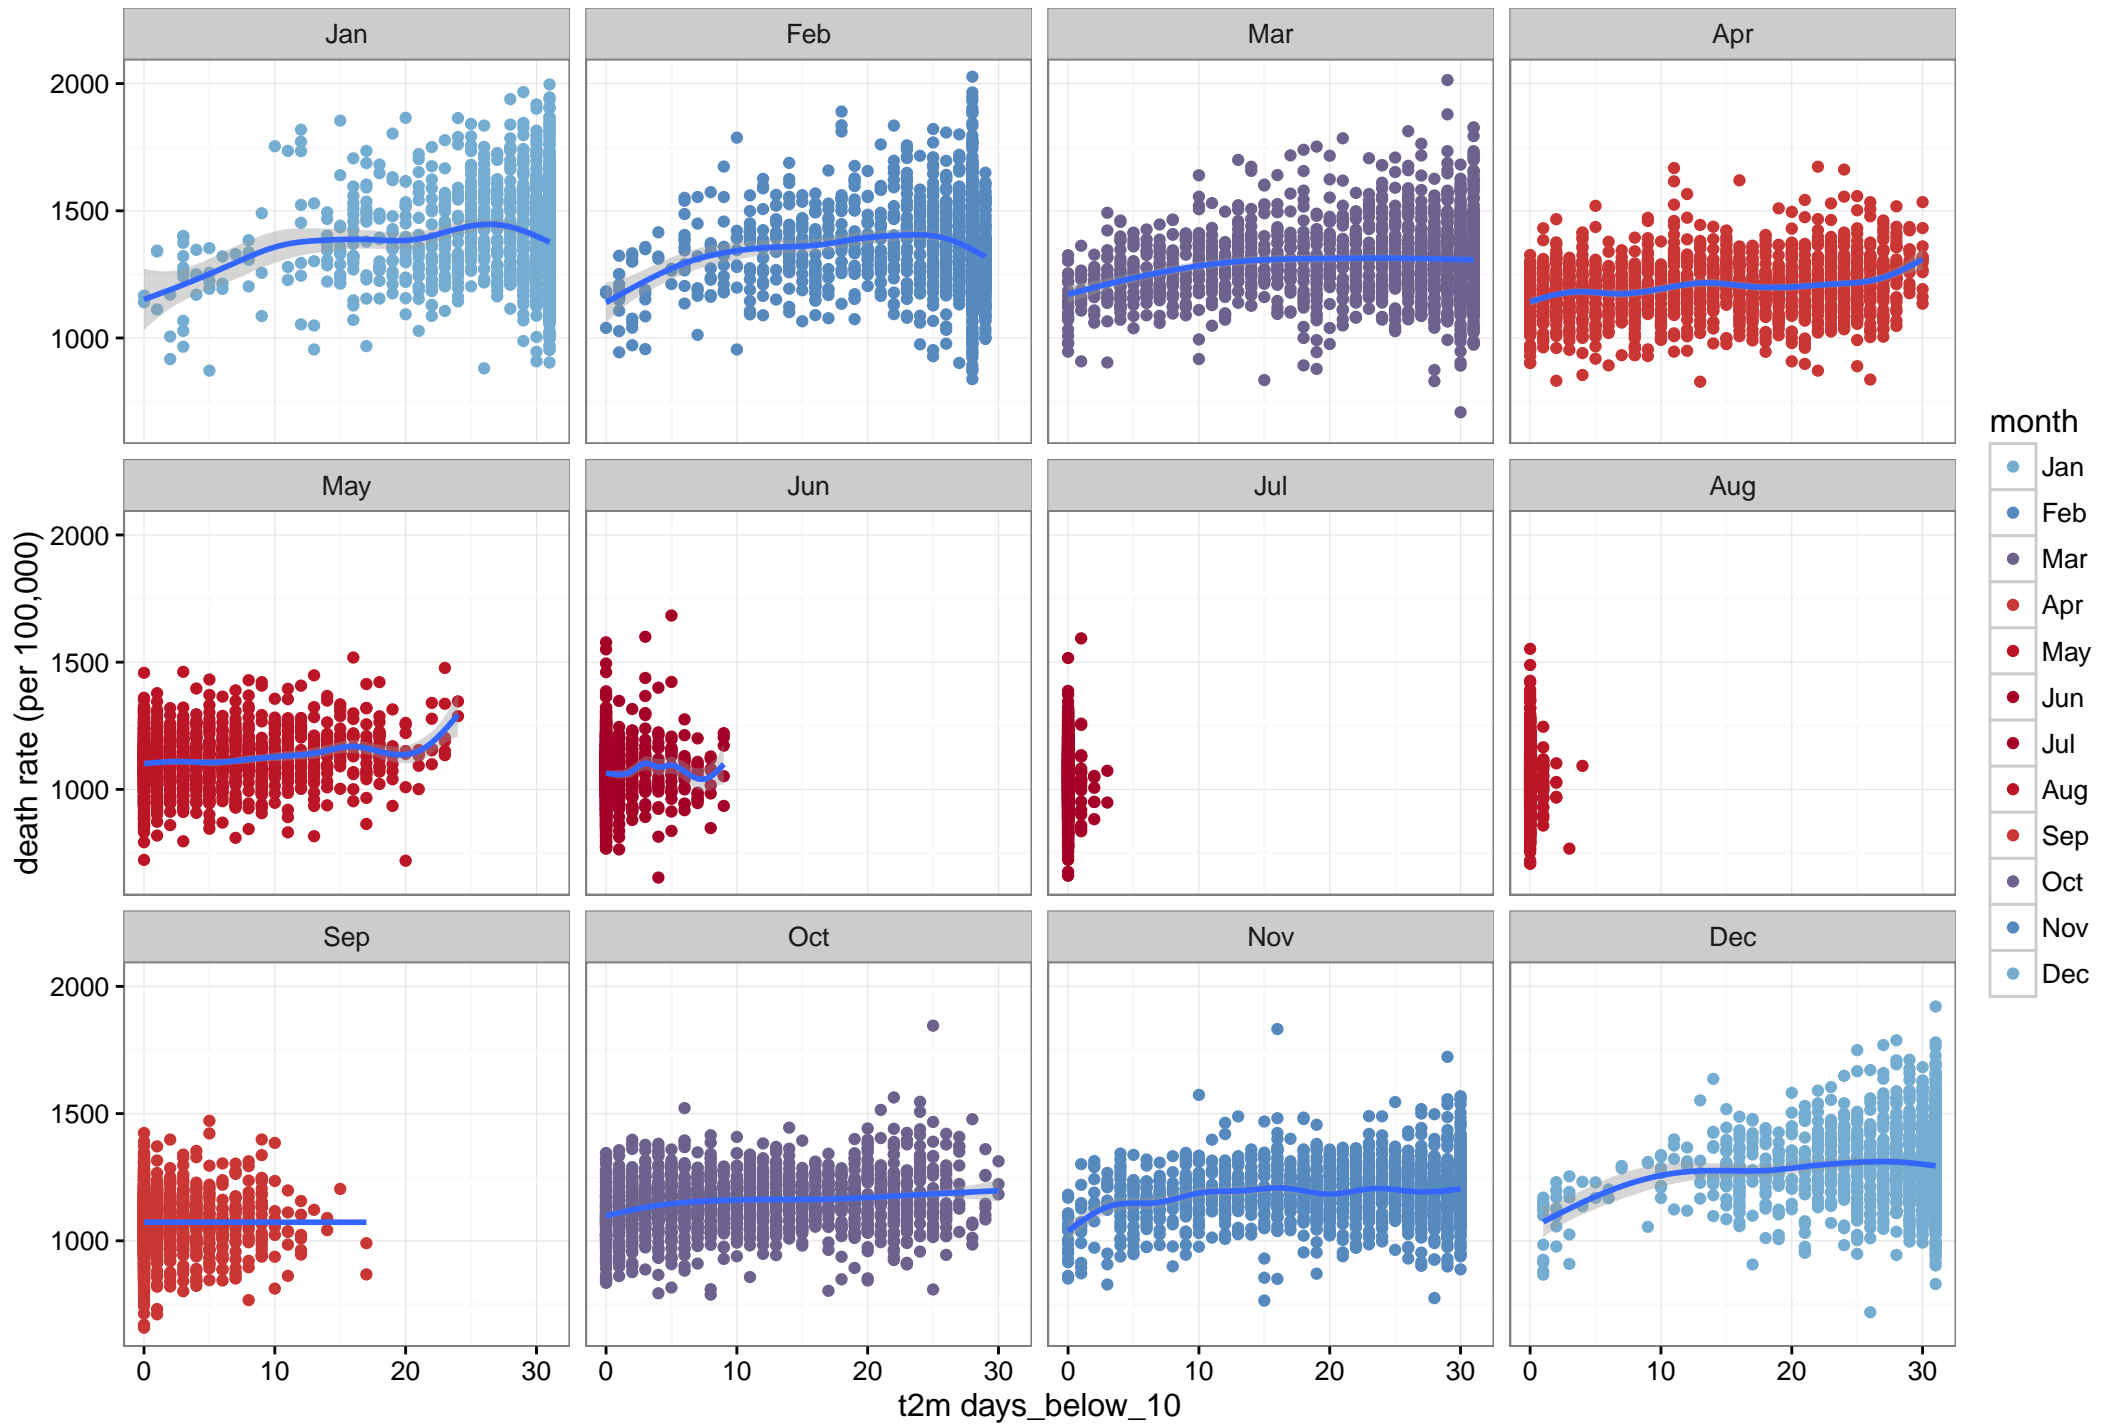 Jan Feb Mar Apr
2000
1500
1000
May Jun Jul Aug
2000
1500
1000
Sep Oct Nov Dec
2000
1500
1000
0 10 20 30 0 10 20 30 0 10 20 30 0 10 20 30
t2m days_below_10
death rate (per 100,000)
month
Jan
Feb
Mar
Apr
May
Jun
Jul
Aug
Sep
Oct
Nov
Dec